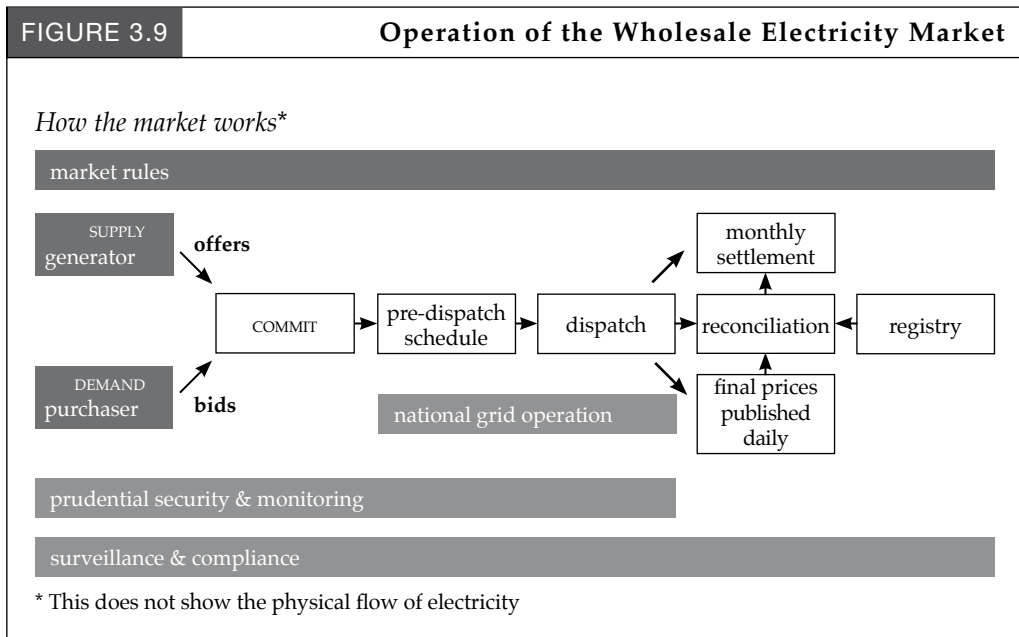 FIGURE 3.9
Operation of the Wholesale Electricity Market
How the market works*
market rules
SUPPLY
generator
offers
DEMAND
purchaser
bids
COMMIT
pre-dispatch
schedule
dispatch
monthly
settlement
reconciliation
registry
final prices
published
daily
national grid operation
prudential security & monitoring
surveillance & compliance
* This does not show the physical flow of electricity